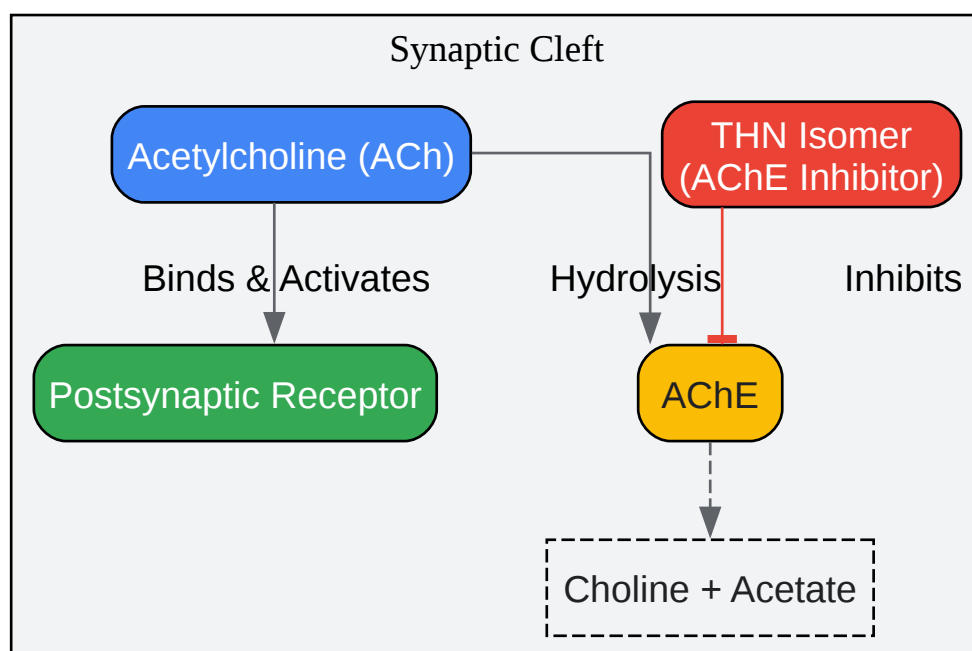 Synaptic Cleft
Acetylcholine (ACh)
THN Isomer
(AChE Inhibitor)
Binds & Activates
Hydrolysis
Inhibits
Postsynaptic Receptor
AChE
Choline + Acetate